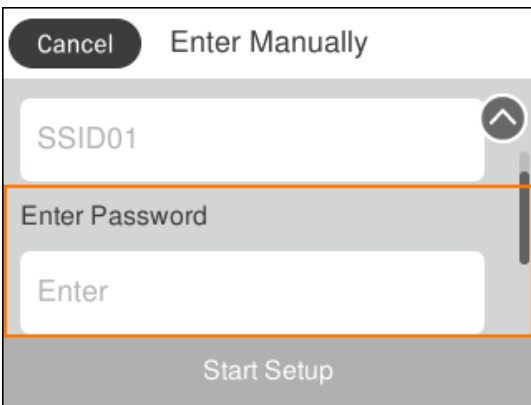 Cancel Enter Manually
SSID01
Enter Password
Enter
Start Setup